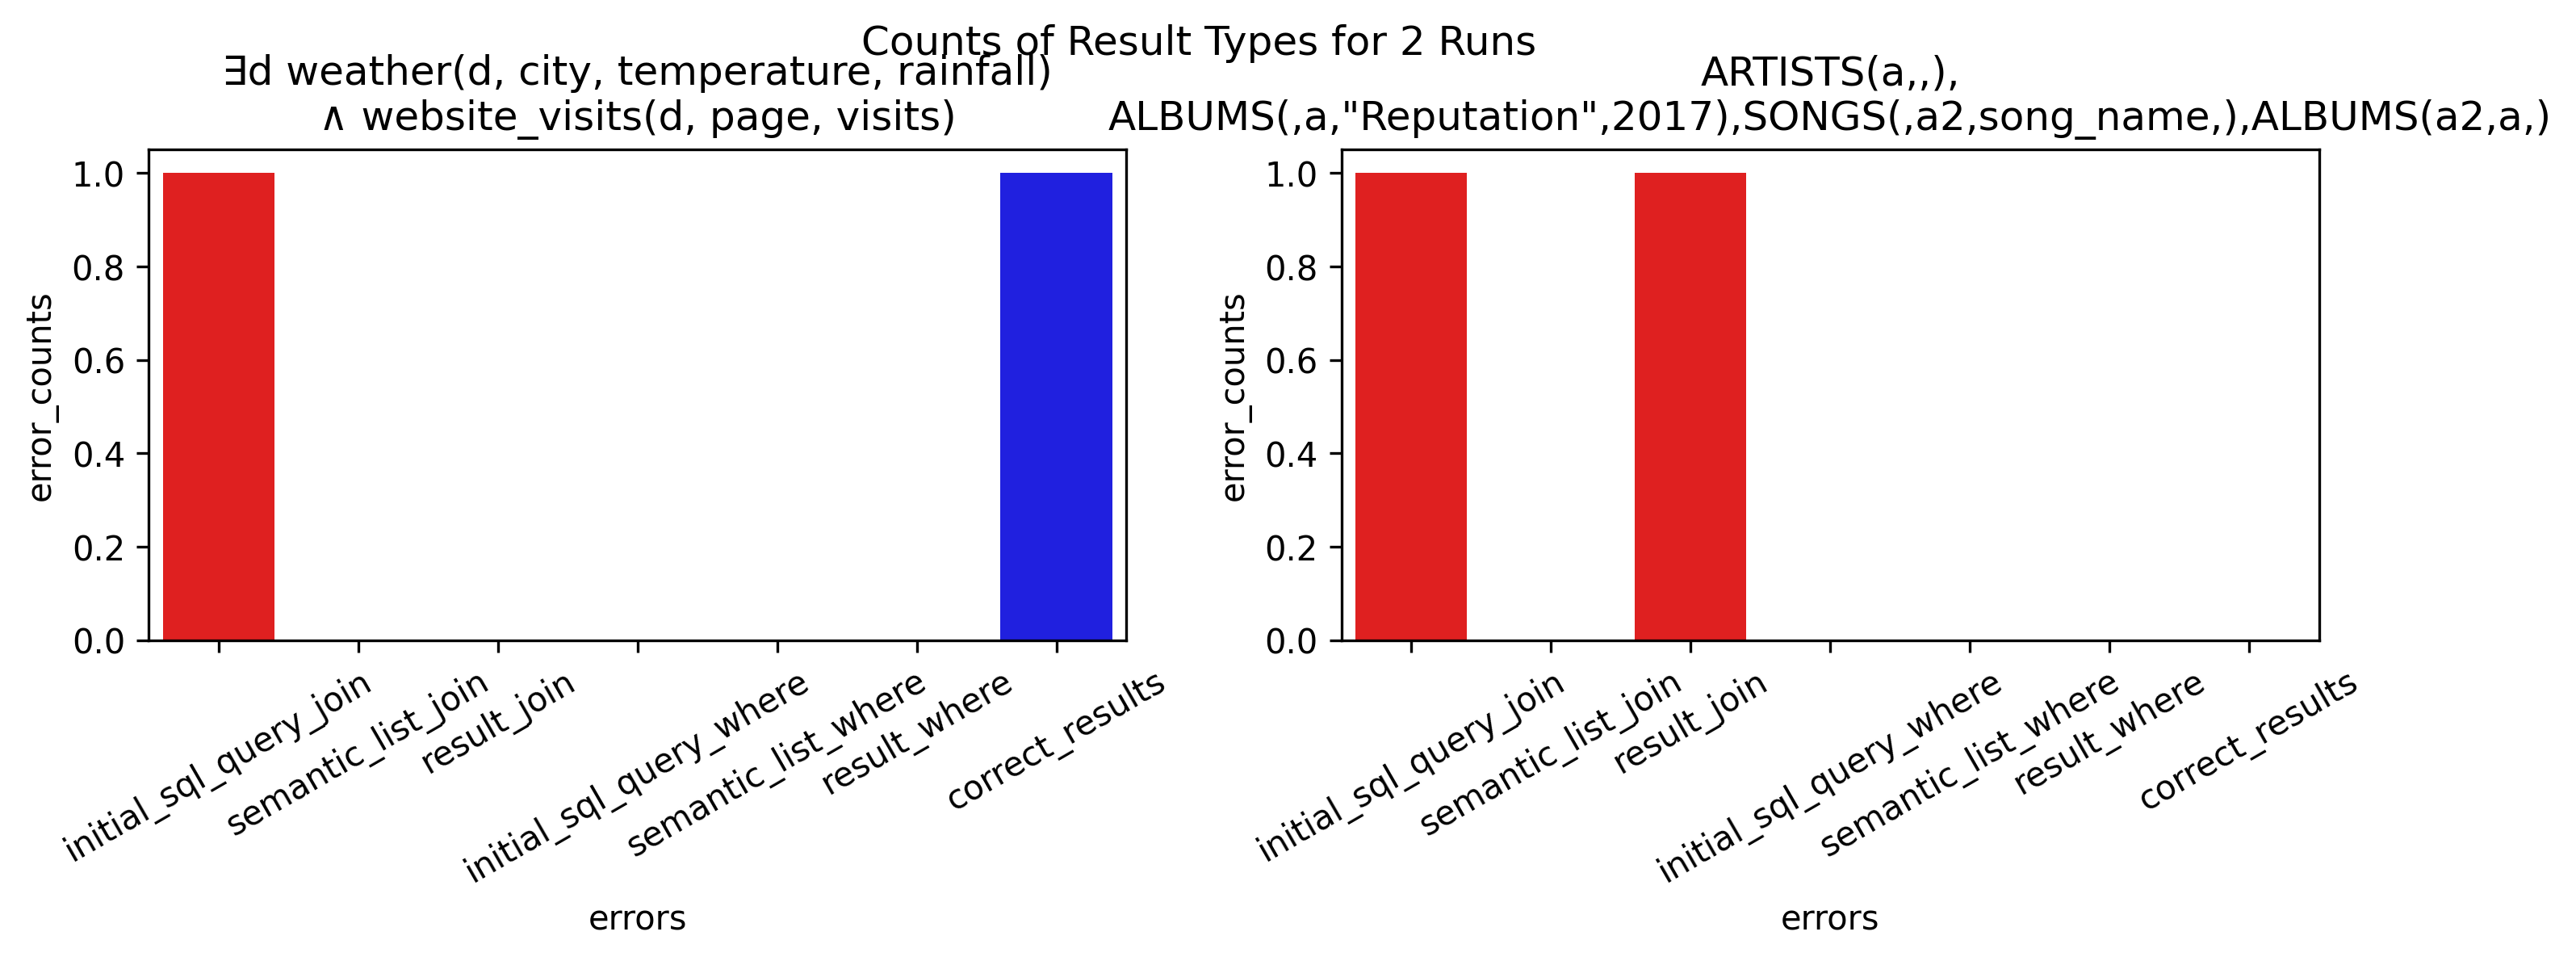 Counts of Result Types for 2 Runs
∃d weather(d, city, temperature, rainfall)
∧ website_visits(d, page, visits)
1.0
0.8
0.6
0.4
0.2
0.0
error_counts
initial_sql_query_join
semantic_list_join
result_join
initial_sql_query_where
semantic_list_where
result_where
correct_results
errors
ARTISTS(a,,),
ALBUMS(,a,"Reputation",2017),SONGS(,a2,song_name,),ALBUMS(a2,a,)
1.0
0.8
0.6
0.4
0.2
0.0
error_counts
initial_sql_query_join
semantic_list_join
result_join
initial_sql_query_where
semantic_list_where
result_where
correct_results
errors